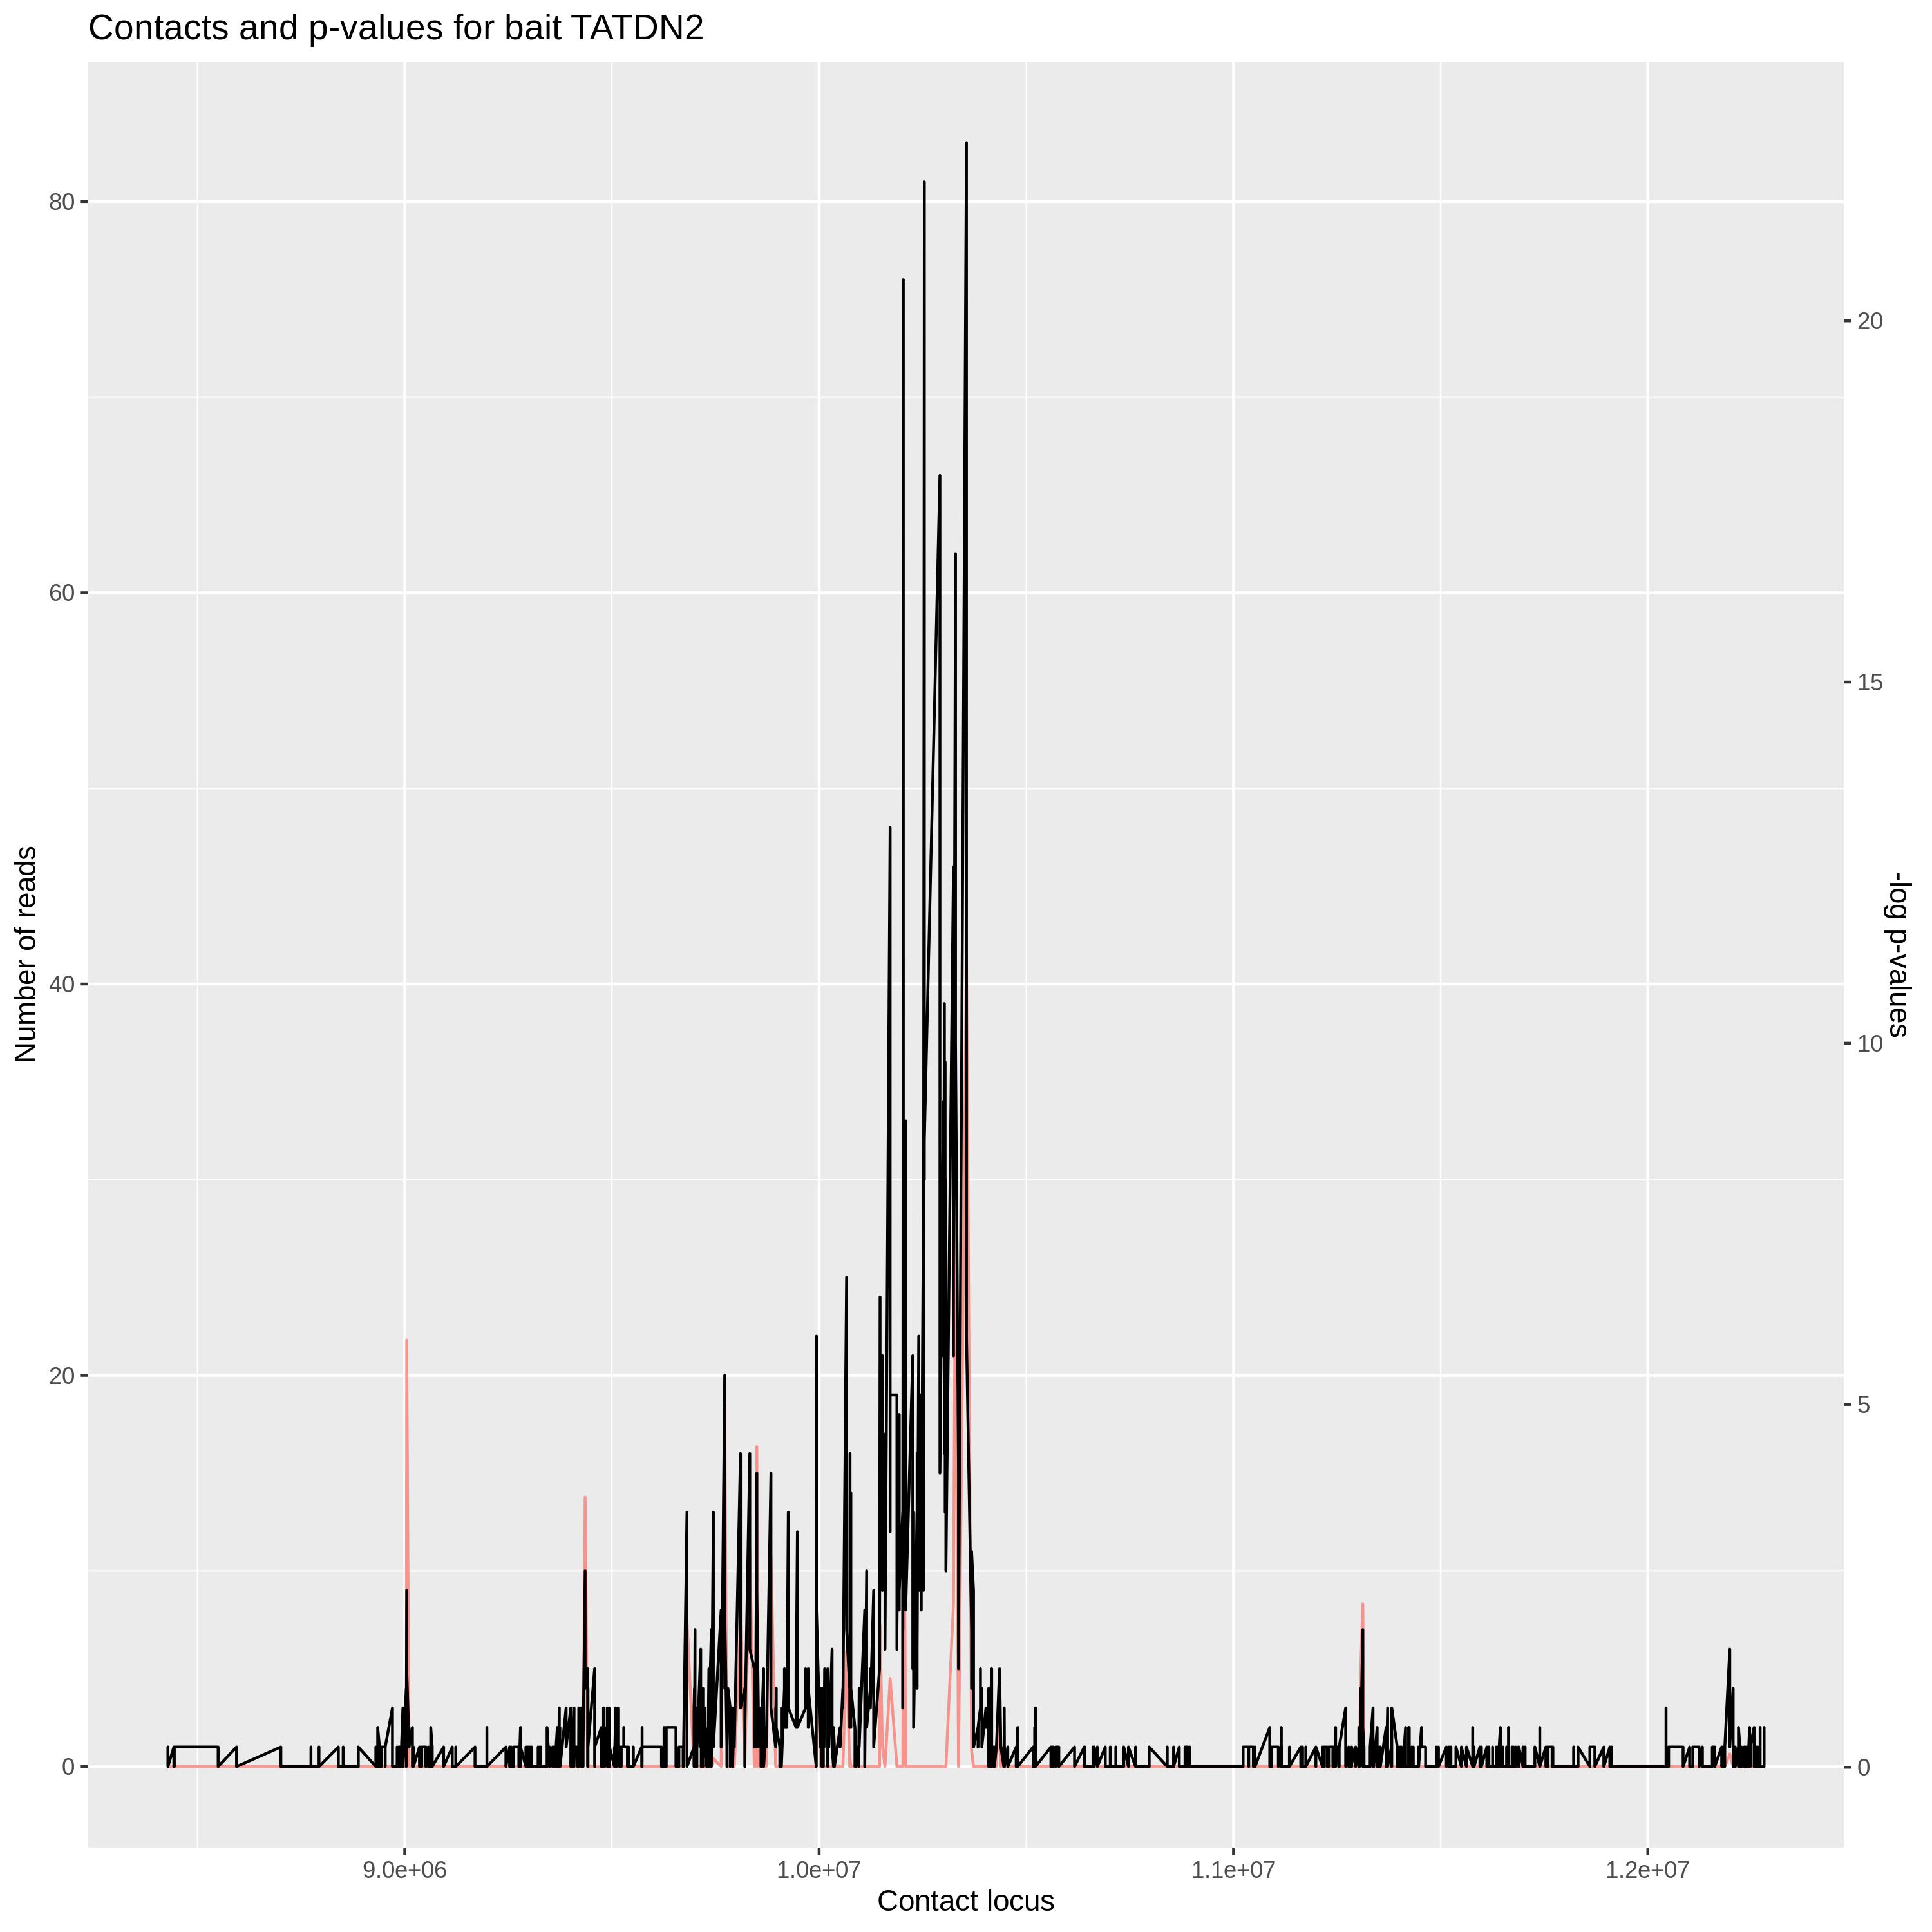 Contacts and p-values for bait TATDN2
80
60
40
20
0
Number of reads
20
15
10
5
0
-log p-values
9.0e+06
1.0e+07
1.1e+07
1.2e+07
Contact locus